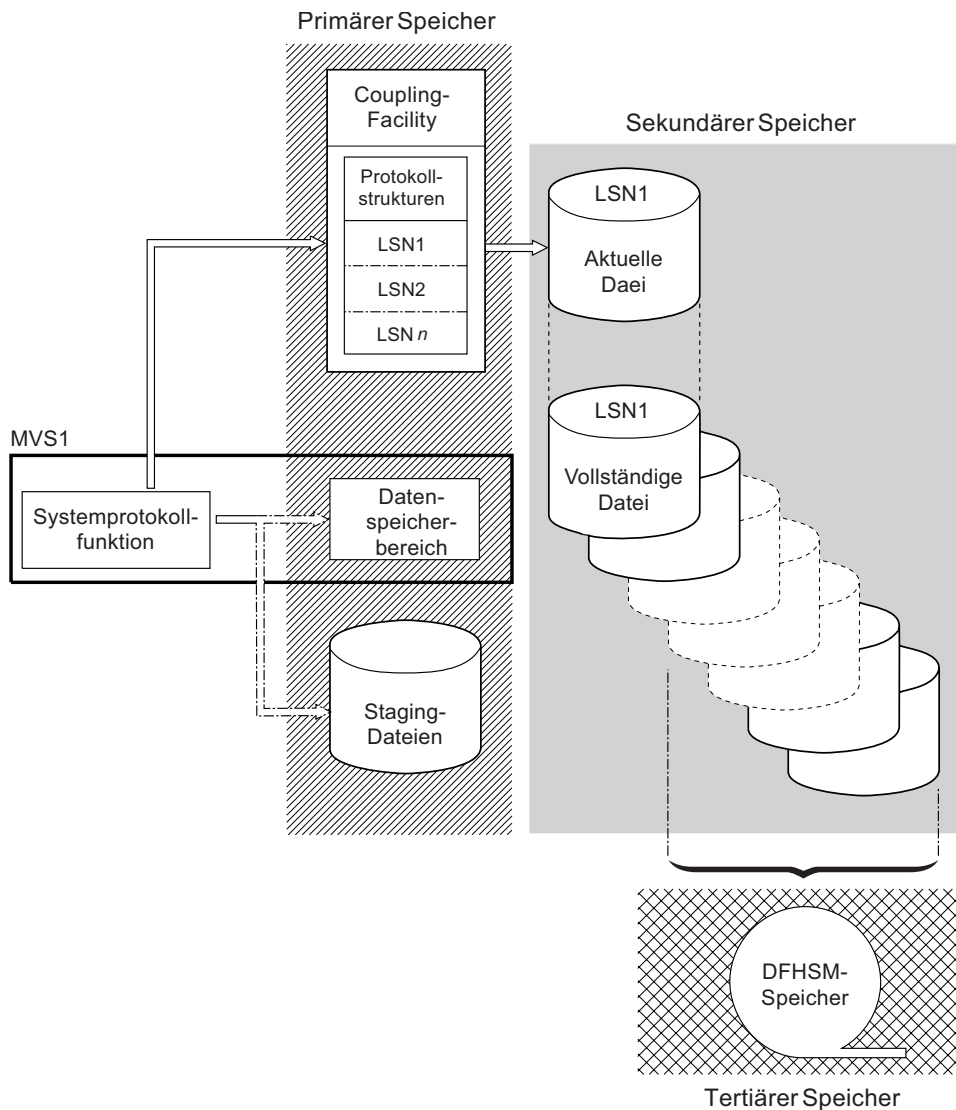 Primärer Speicher
Coupling-
Facility
Protokoll-
strukturen
LSN1
LSN2
LSN n
Sekundärer Speicher
LSN1
Aktuelle
Daei
LSN1
Vollständige
Datei
MVS1
Systemprotokoll-
funktion
Daten-
speicher-
bereich
Staging-
Dateien
DFHSM-
Speicher
Tertiärer Speicher